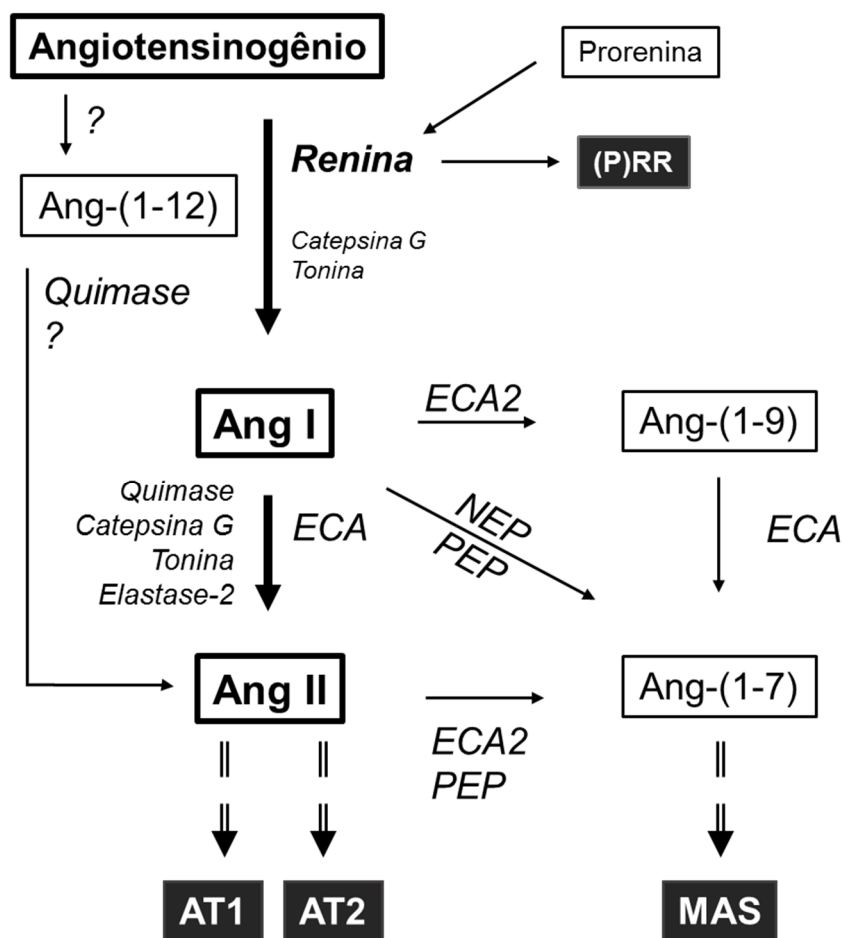 Angiotensinogênio
Prorenina
?
Renina
(P)RR
Ang-(1-12)
Catepsina G
Tonina
Quimase
?
Ang I
ECA2
Ang-(1-9)
Quimase
Catepsina G
Tonina
Elastase-2
ECA
NEP
PEP
ECA
Ang II
ECA2
PEP
Ang-(1-7)
AT1
AT2
MAS